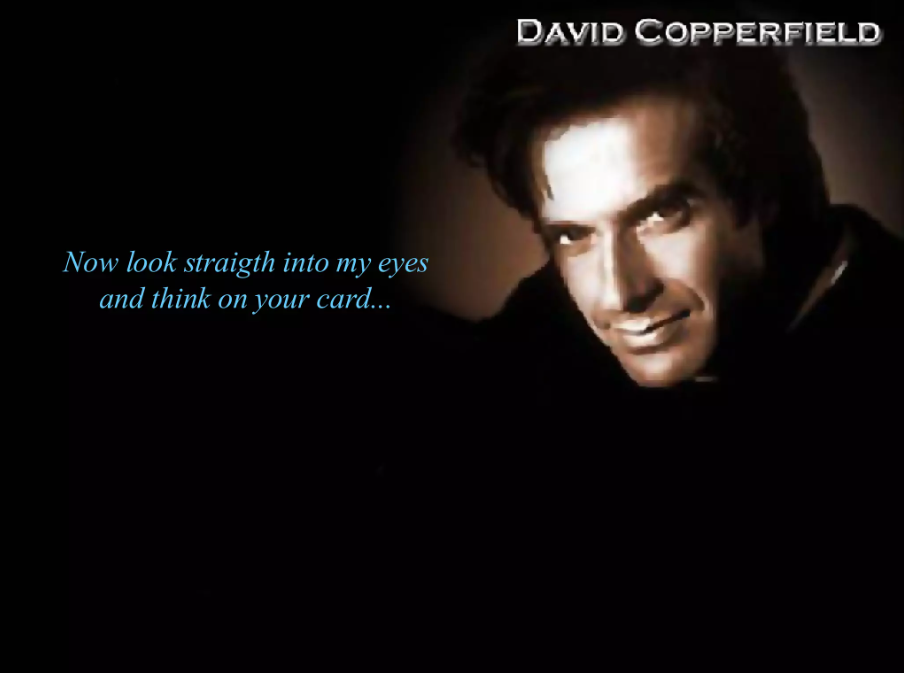 DAVID COPPERFIELD
Now look straigth into my eyes
and think on your card...